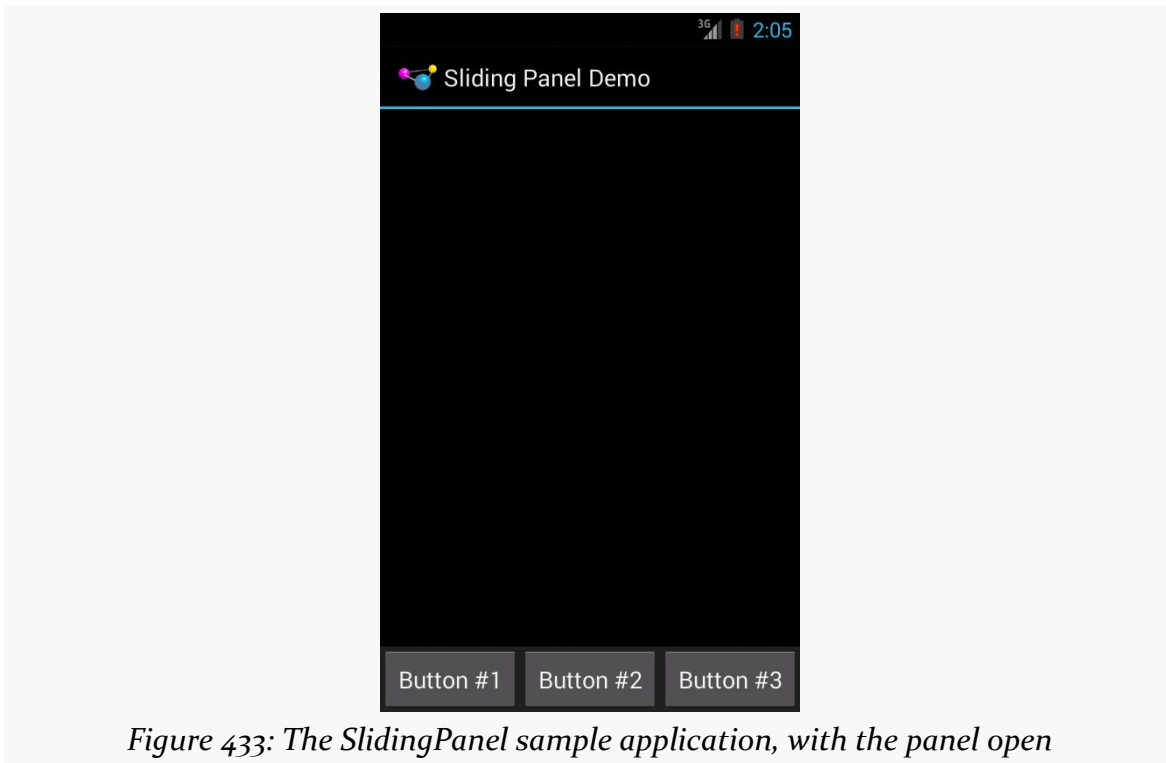 3G 2:05
Sliding Panel Demo
Button #1 Button #2 Button #3
Figure 433: The SlidingPanel sample application, with the panel open